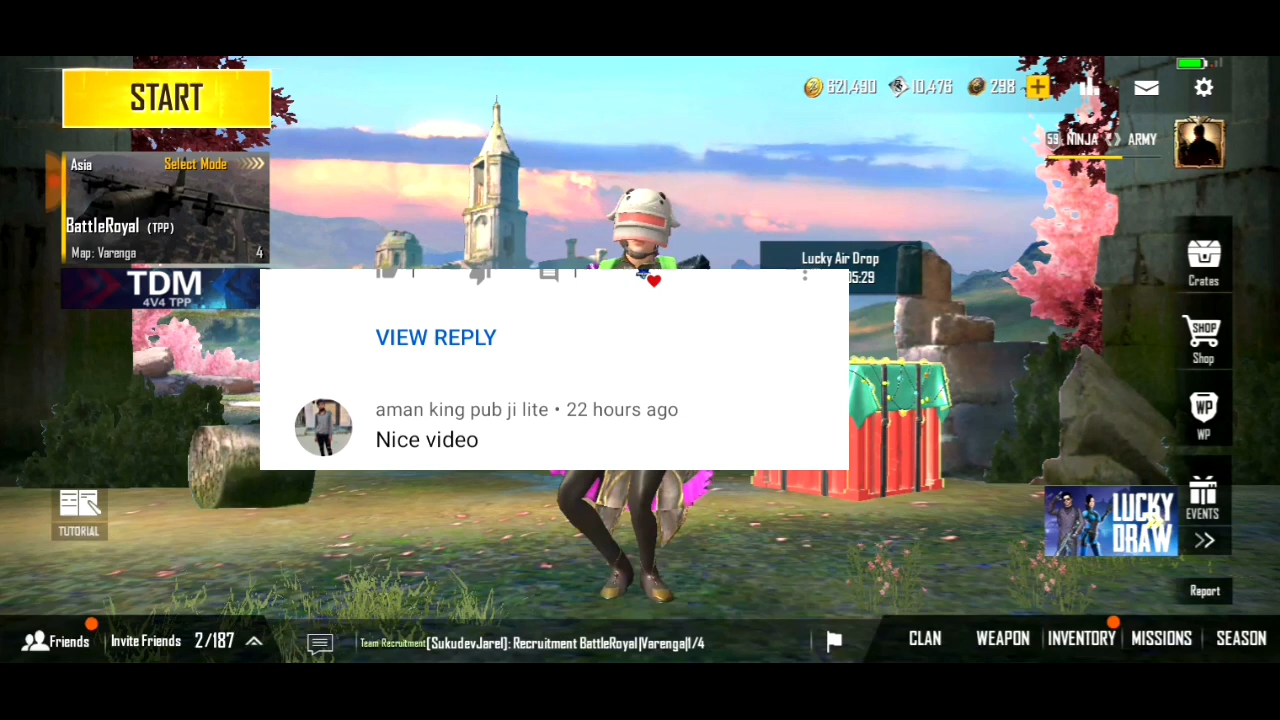 START
621,490 10,476 298
59 NINJA ARMY
Asia Select Mode
BattleRoyal (TPP)
Map: Varenga 4
TDM
4V4 TPP
Lucky Air Drop
05:29
Crates
SHOP
Shop
WP
WP
VIEW REPLY
aman king pub ji lite • 22 hours ago
Nice video
TUTORIAL
LUCKY
DRAW
EVENTS
Report
Friends Invite Friends 2/187
Team Recruitment[SukudevJareI]: Recruitment BattleRoyal|Varenga|1/4
CLAN WEAPON INVENTORY MISSIONS SEASON